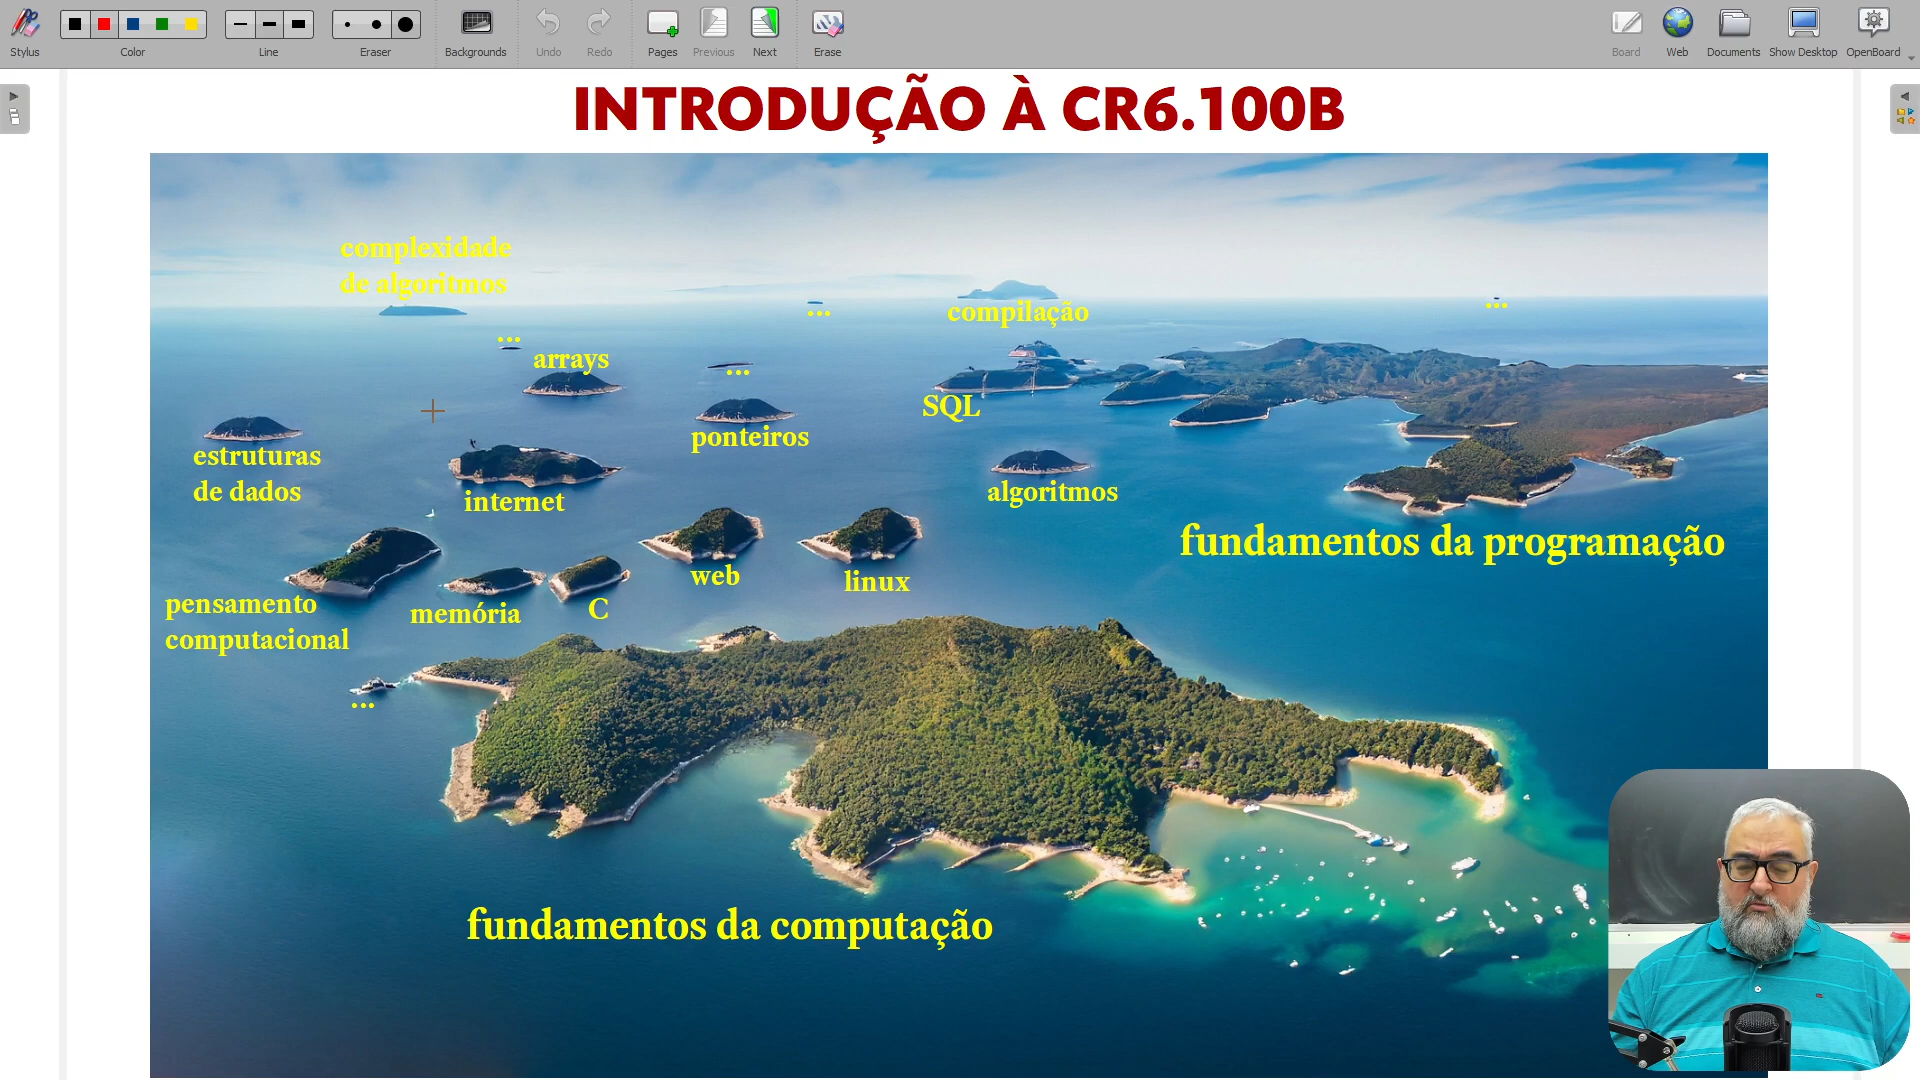 Stylus
Color
Line
Eraser
Backgrounds
Undo
Redo
Pages
Previous
Next
Erase
Board
Web
Documents
Show Desktop
OpenBoard
INTRODUÇÃO À CR6.100B
complexidade
de algoritmos
...
compilação
...
...
arrays
...
SQL
ponteiros
estruturas
de dados
internet
algoritmos
fundamentos da programação
web
linux
pensamento
computacional
memória
C
...
fundamentos da computação